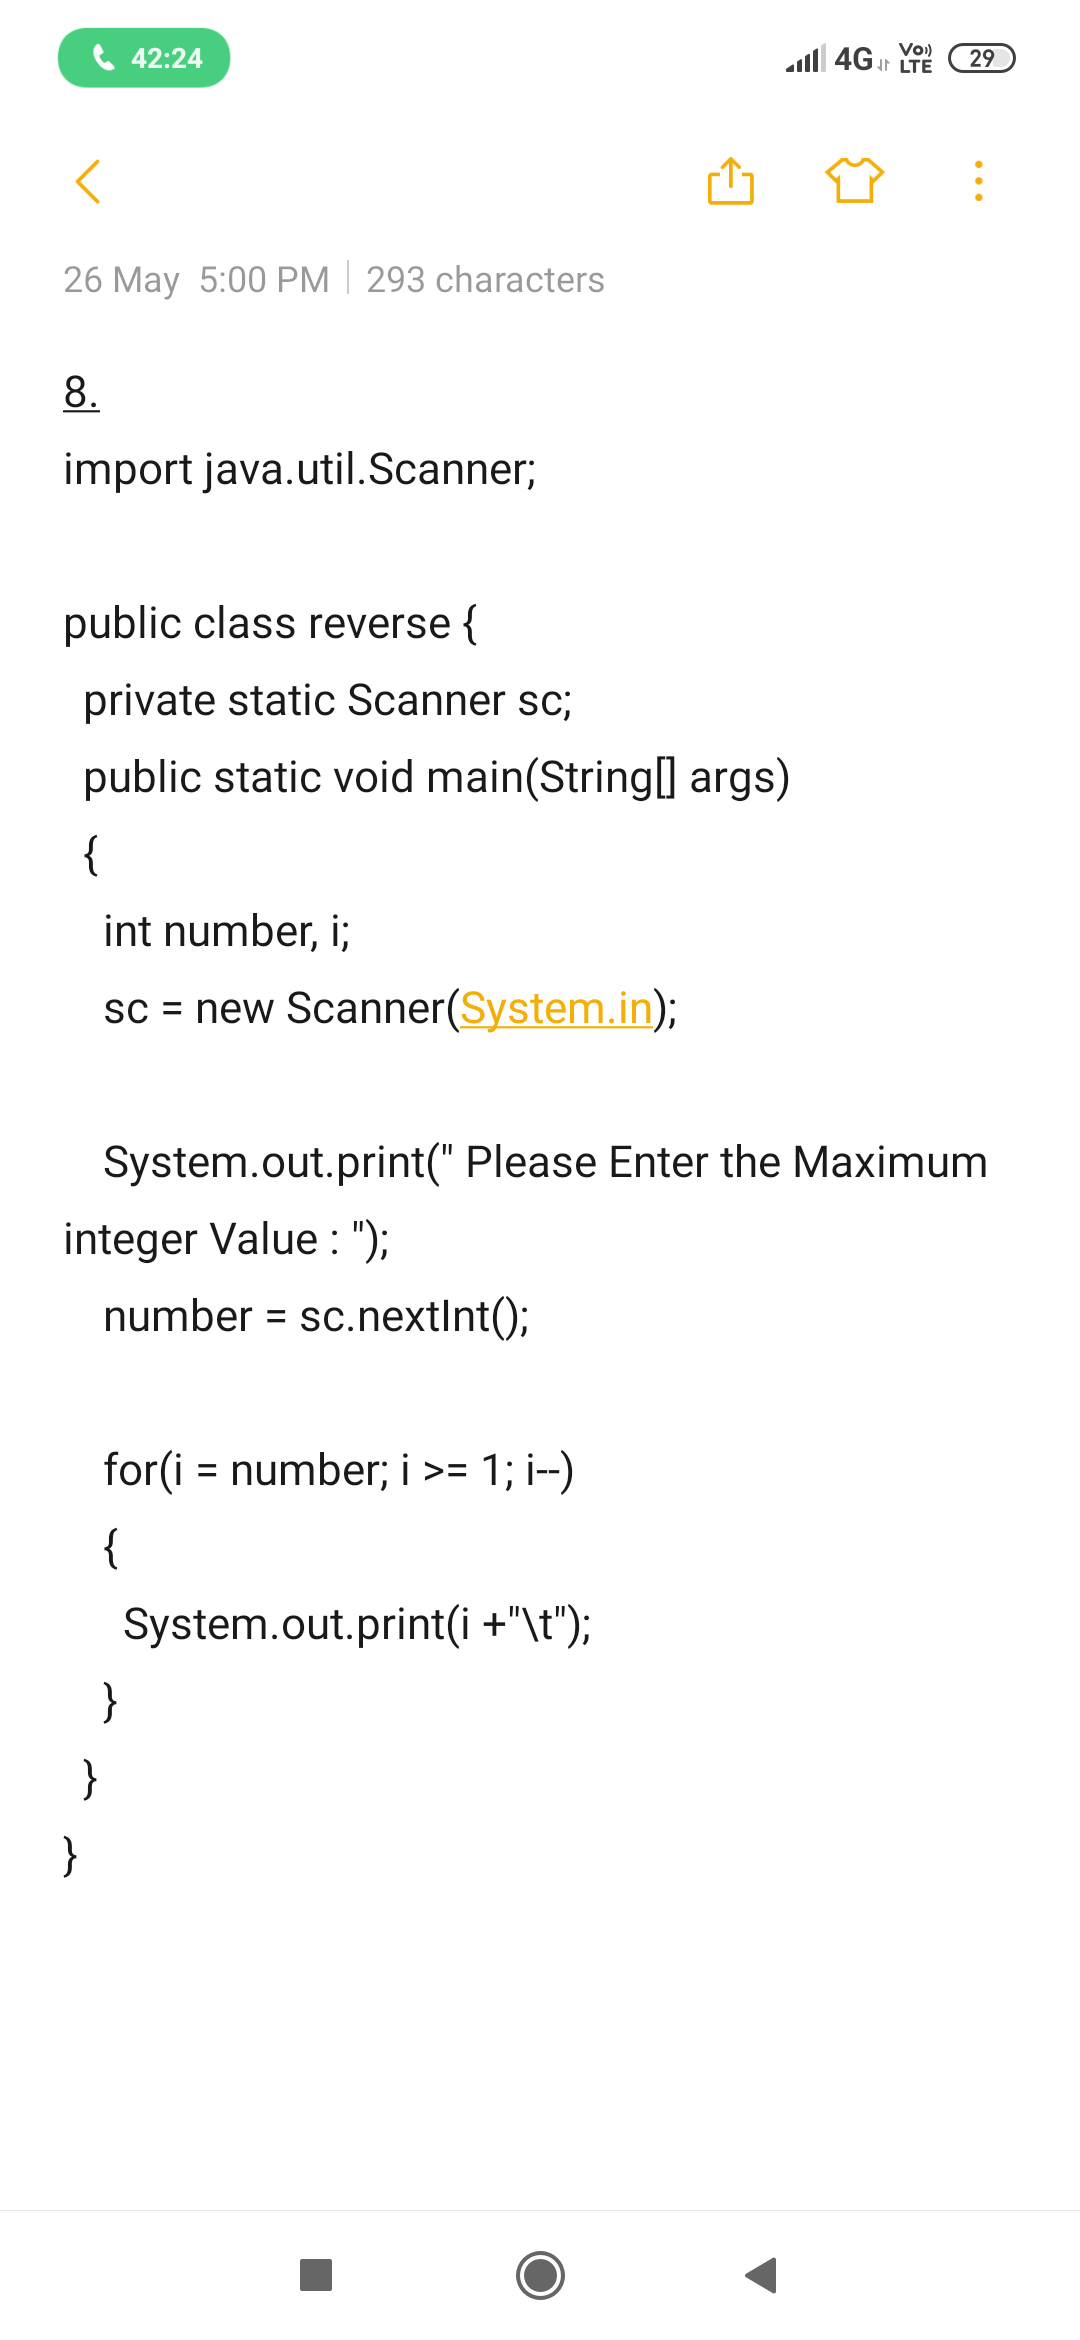 42:24 4G Vo)) LTE 29
26 May 5:00 PM | 293 characters
8.
import java.util.Scanner;
public class reverse {
private static Scanner sc;
public static void main(String[] args)
{
int number, i;
sc = new Scanner(System.in);
System.out.print(" Please Enter the Maximum
integer Value : ");
number = sc.nextInt();
for(i = number; i >= 1; i--)
{
System.out.print(i +"\t");
}
}
}